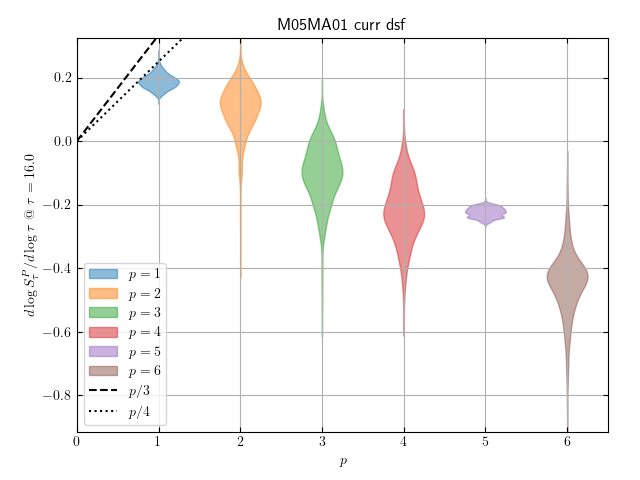 M05MA01 curr dsf
d log S_τ^P / d log τ @ τ = 16.0
0.2
0.0
−0.2
−0.4
−0.6
−0.8
p = 1
p = 2
p = 3
p = 4
p = 5
p = 6
p/3
p/4
0 1 2 3 4 5 6
p